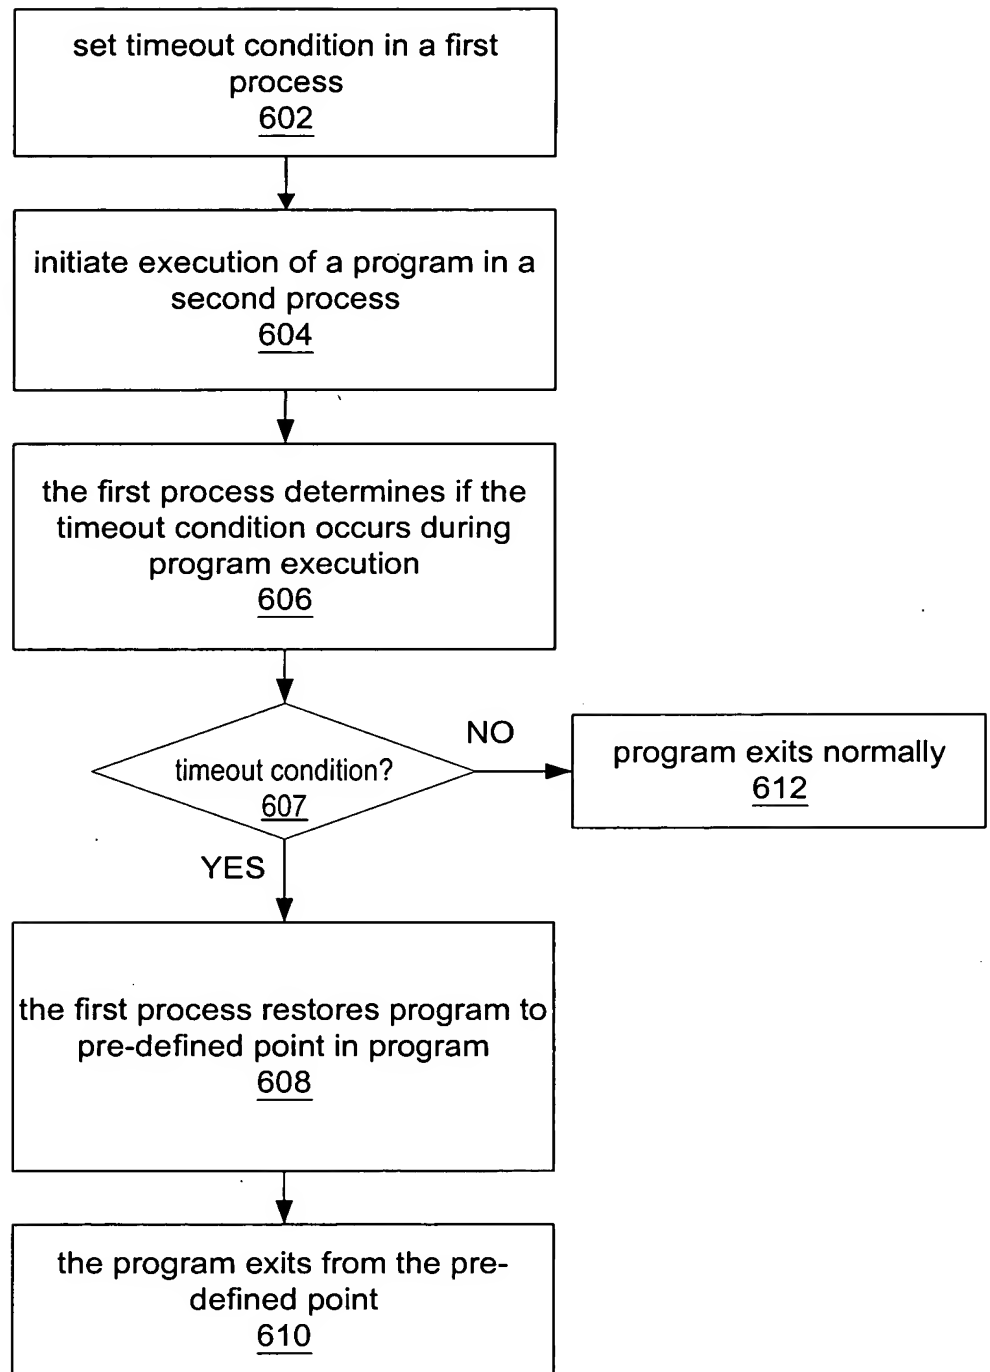 set timeout condition in a first
process
602
initiate execution of a program in a
second process
604
the first process determines if the
timeout condition occurs during
program execution
606
timeout condition?
607
NO
program exits normally
612
YES
the first process restores program to
pre-defined point in program
608
the program exits from the pre-
defined point
610